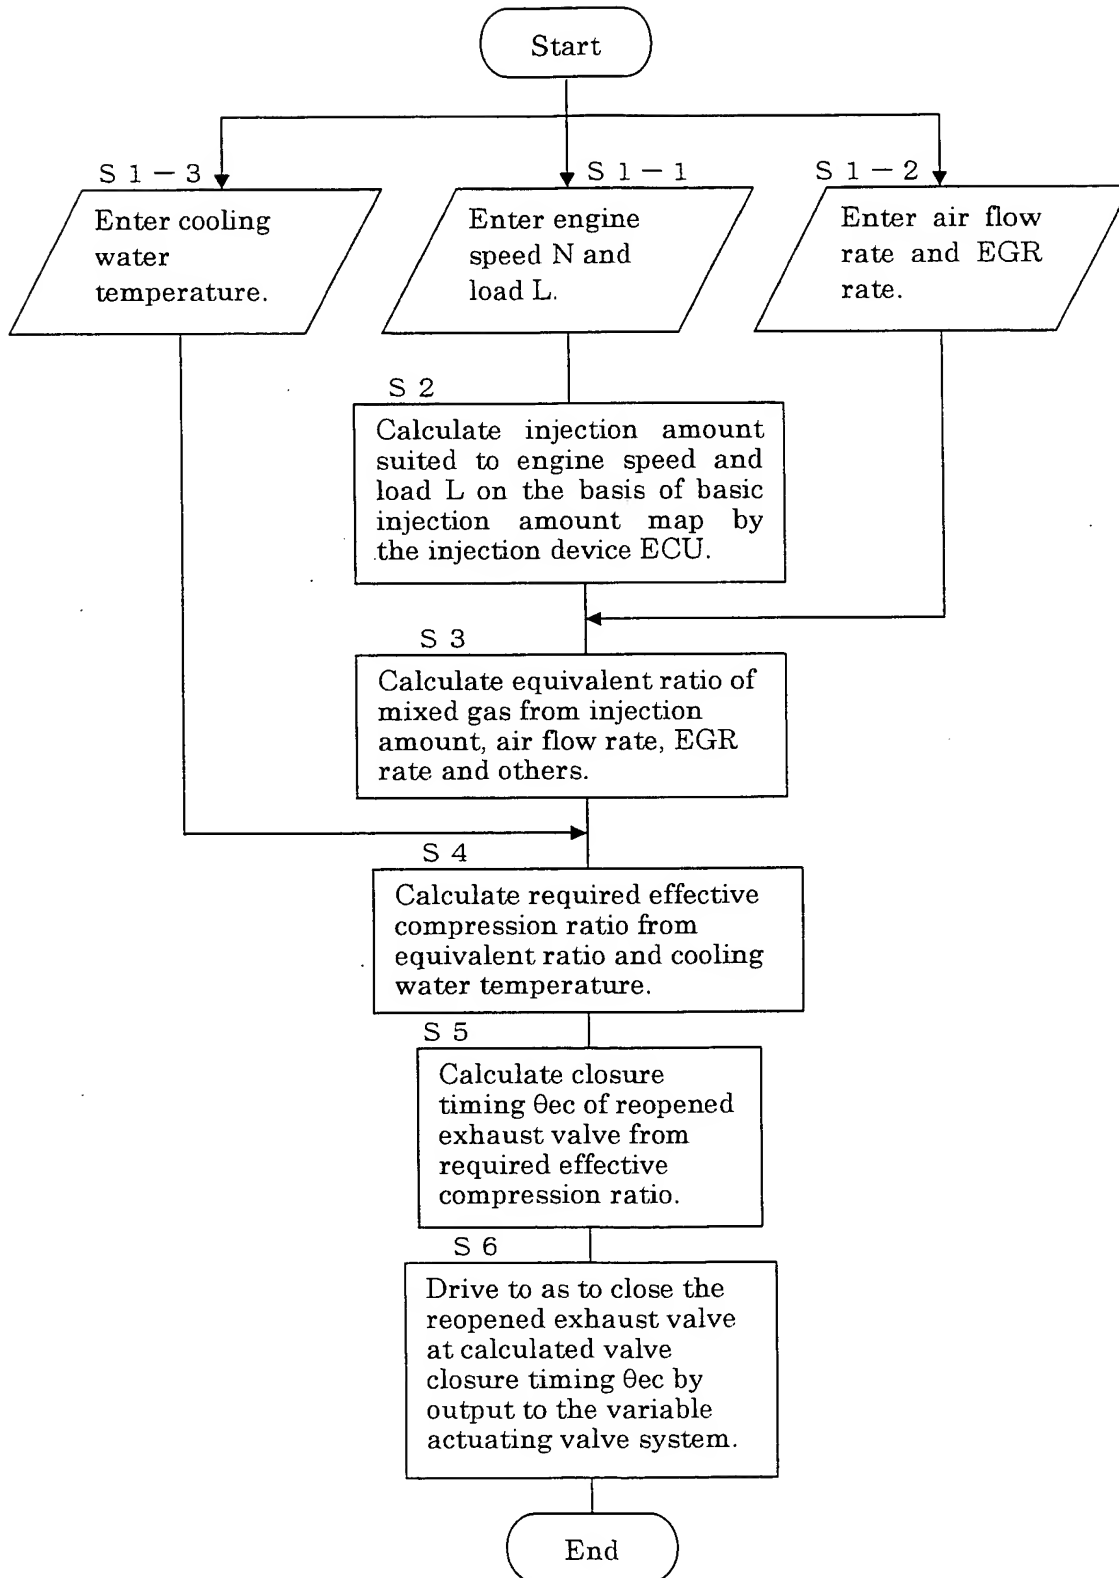 Start
S 1 - 3
S 1 - 1
S 1 - 2
Enter cooling
water
temperature.
Enter engine
speed N and
load L.
Enter air flow
rate and EGR
rate.
S 2
Calculate injection amount
suited to engine speed and
load L on the basis of basic
injection amount map by
the injection device ECU.
S 3
Calculate equivalent ratio of
mixed gas from injection
amount, air flow rate, EGR
rate and others.
S 4
Calculate required effective
compression ratio from
equivalent ratio and cooling
water temperature.
S 5
Calculate closure
timing θec of reopened
exhaust valve from
required effective
compression ratio.
S 6
Drive to as to close the
reopened exhaust valve
at calculated valve
closure timing θec by
output to the variable
actuating valve system.
End